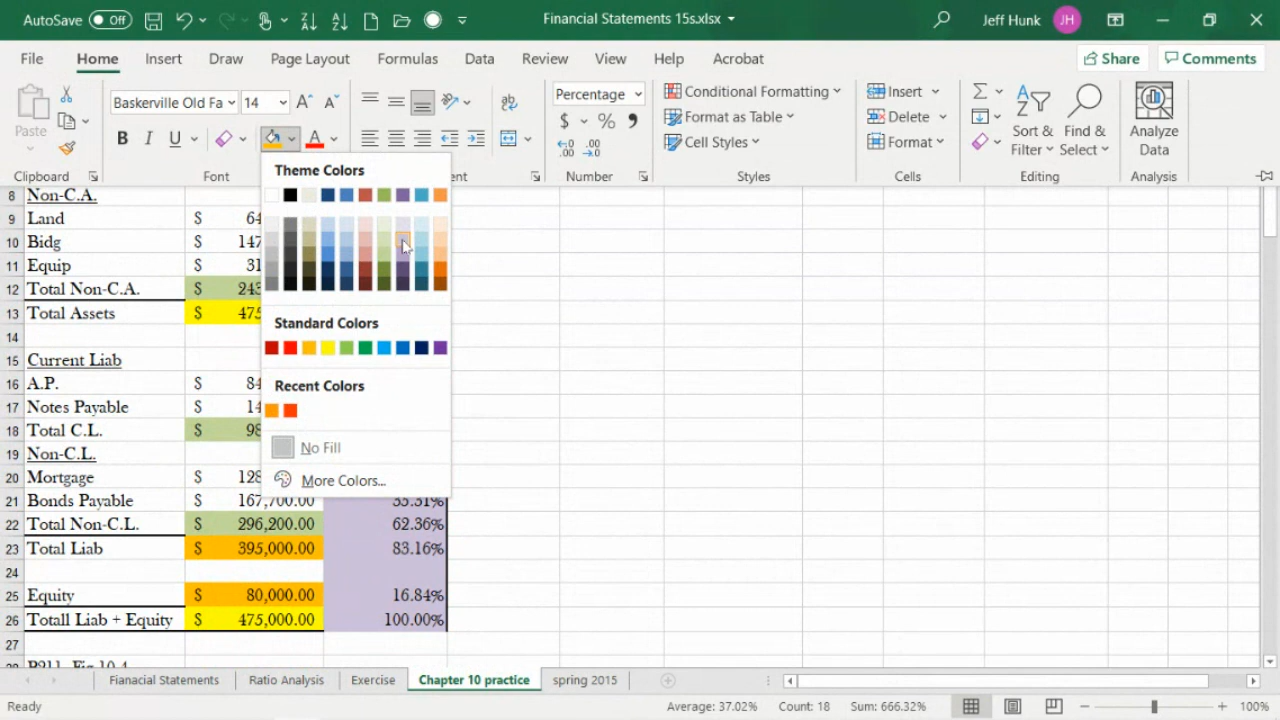 AutoSave Off Financial Statements 15s.xlsx Jeff Hunk JH
File Home Insert Draw Page Layout Formulas Data Review View Help Acrobat Share Comments
Paste Baskerville Old Fa 14 Percentage Conditional Formatting Insert
B I U A $ % Format as Table Delete Sort & Filter Find & Select Analyze Data
Cell Styles Format
Clipboard Font Number Styles Cells Editing Analysis
Theme Colors
Standard Colors
Recent Colors
No Fill
More Colors...
8 Non-C.A.
9 Land $ 64
10 Bidg $ 147
11 Equip $ 31
12 Total Non-C.A. $ 243
13 Total Assets $ 475
14
15 Current Liab
16 A.P. $ 84
17 Notes Payable $ 14
18 Total C.L. $ 98
19 Non-C.L.
20 Mortgage $ 128
21 Bonds Payable $ 167,700.00 35.31%
22 Total Non-C.L. $ 296,200.00 62.36%
23 Total Liab $ 395,000.00 83.16%
24
25 Equity $ 80,000.00 16.84%
26 Totall Liab + Equity $ 475,000.00 100.00%
27
Fianacial Statements Ratio Analysis Exercise Chapter 10 practice spring 2015
Ready Average: 37.02% Count: 18 Sum: 666.32% 100%